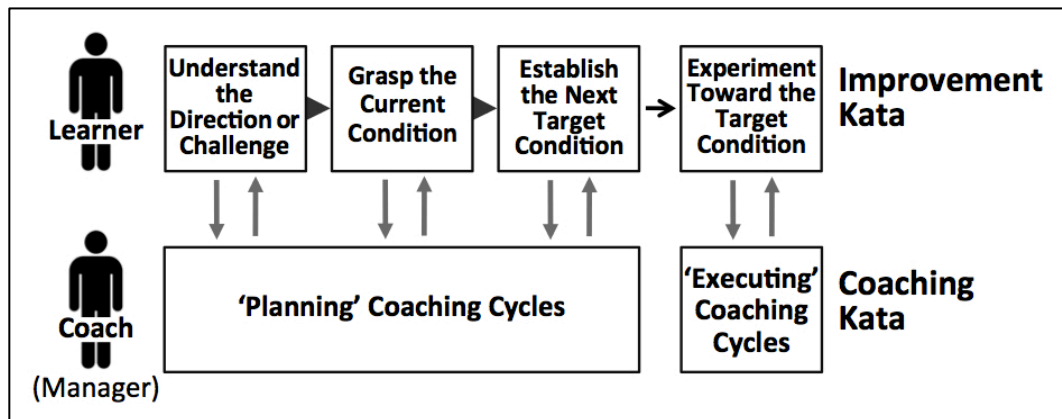 Learner
Understand
the
Direction or
Challenge
Grasp the
Current
Condition
Establish
the Next
Target
Condition
Experiment
Toward the
Target
Condition
Improvement
Kata
Coach
(Manager)
‘Planning’ Coaching Cycles
‘Executing’
Coaching
Cycles
Coaching
Kata